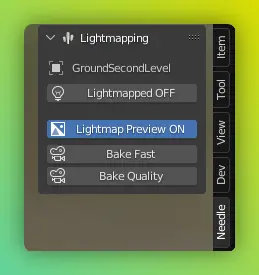 Lightmapping
GroundSecondLevel
Lightmapped OFF
Lightmap Preview ON
Bake Fast
Bake Quality
Item
Tool
View
Dev
Needle